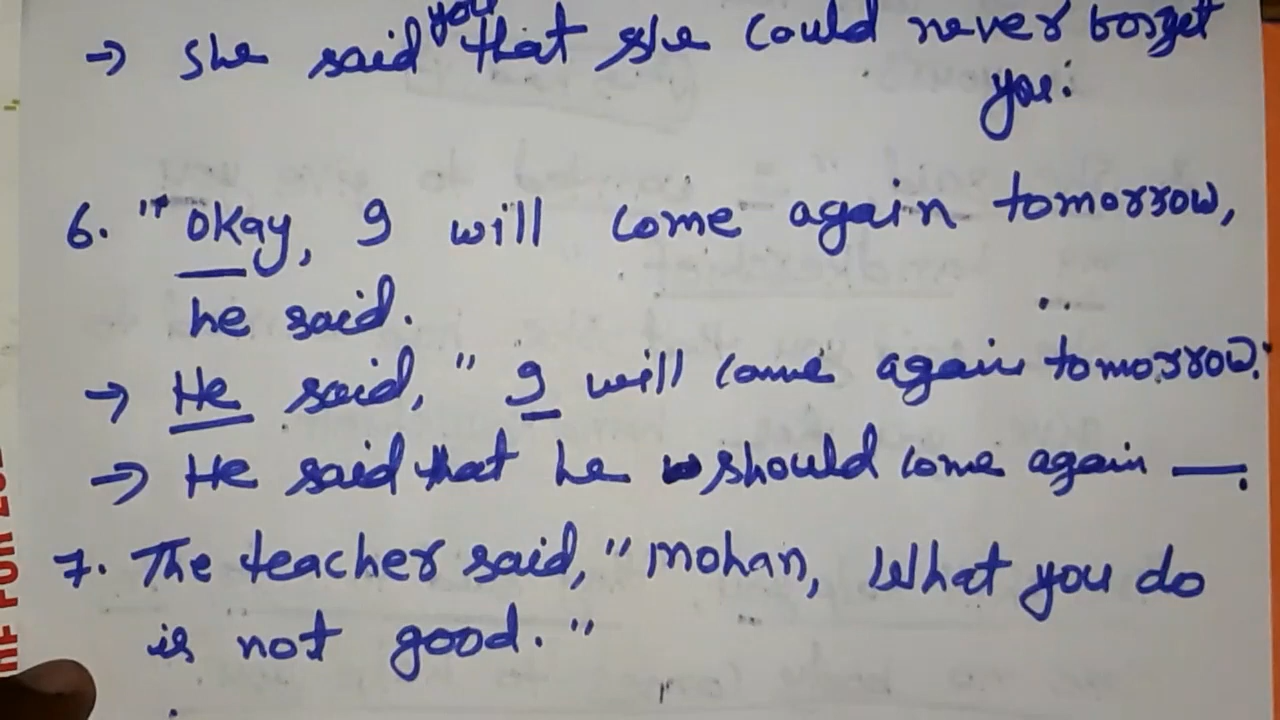 you
→ She said that she could never forget
you.
6. "Okay, I will come again tomorrow,
he said.
→ He said, "I will come again tomorrow.
→ He said that he should come again —.
7. The teacher said, "Mohan, What you do
is not good."